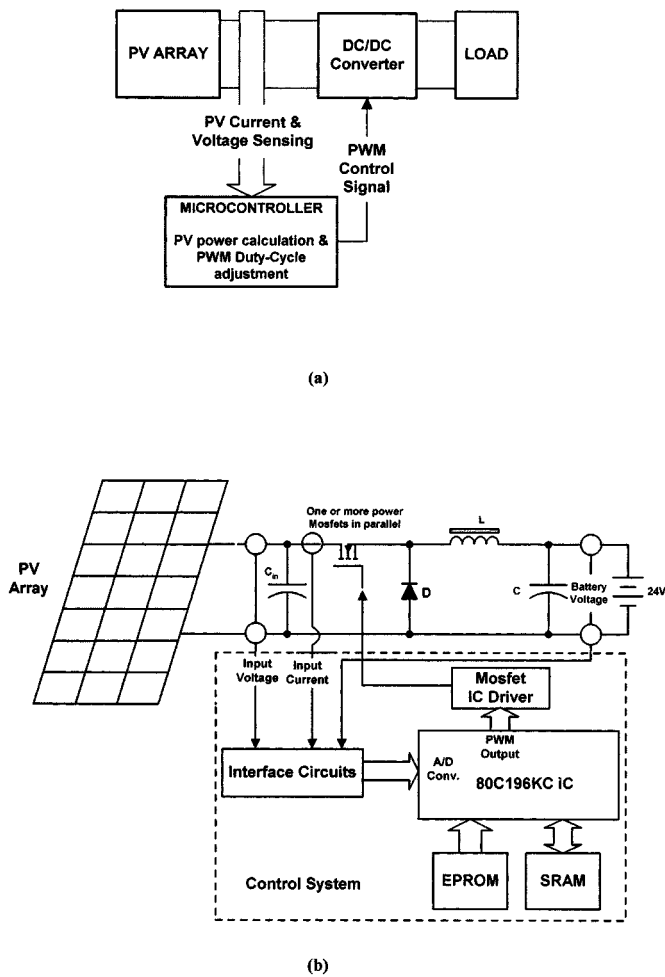 PV ARRAY
DC/DC
Converter
LOAD
PV Current &
Voltage Sensing
PWM
Control
Signal
MICROCONTROLLER
PV power calculation &
PWM Duty-Cycle
adjustment
(a)
One or more power
Mosfets in parallel
L
PV
Array
Cin
D
C
Battery
Voltage
24V
Input
Voltage
Input
Current
Mosfet
IC Driver
PWM
Output
A/D
Conv.
80C196KC IC
Interface Circuits
EPROM
SRAM
Control System
(b)